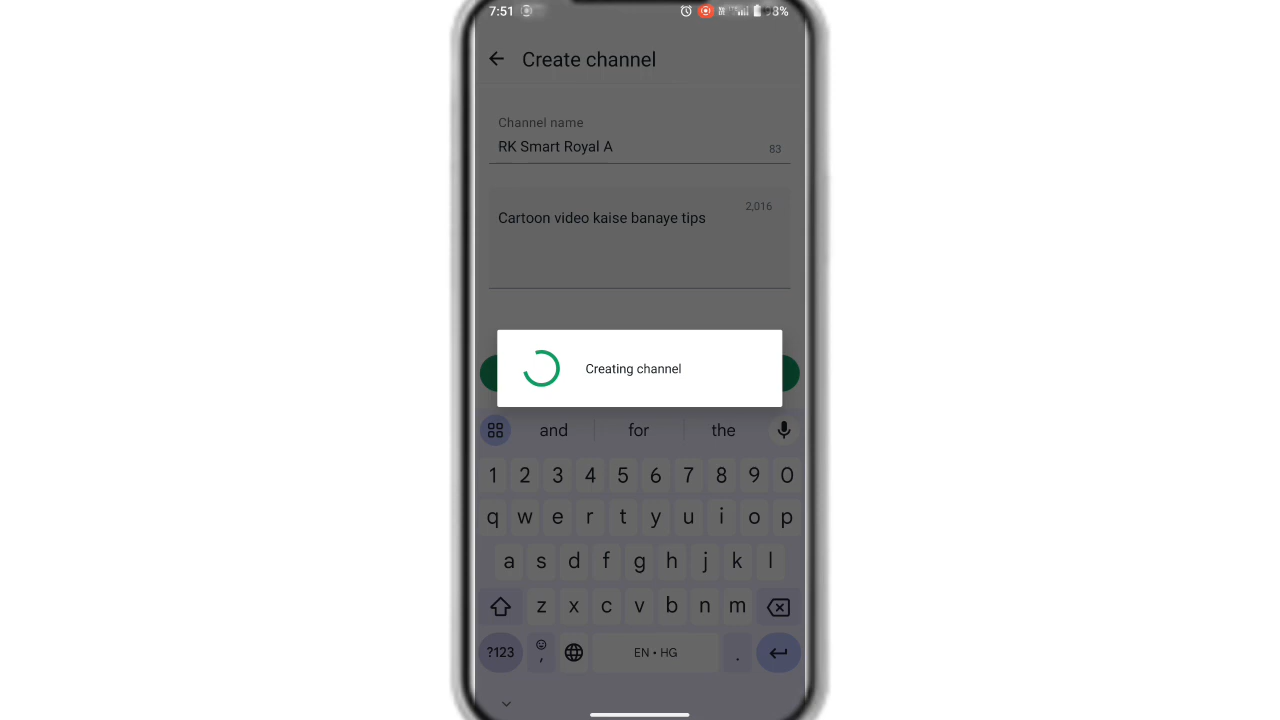 7:51
Create channel
Channel name
RK Smart Royal A
83
2,016
Cartoon video kaise banaye tips
Creating channel
and for the
1 2 3 4 5 6 7 8 9 0
q w e r t y u i o p
a s d f g h j k l
z x c v b n m
?123 , EN • HG .